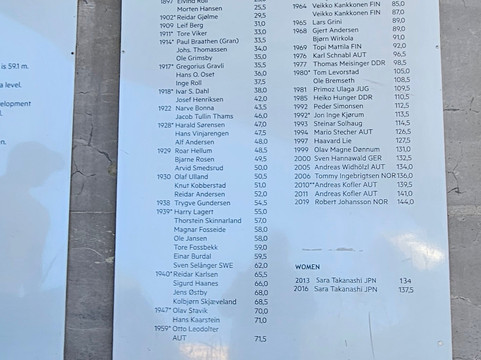 is 59.1 m.
a level.
velopment
d
n.
1897 Eivind Roll
Morten Hansen 25,5
1902* Reidar Gjølme 29,5
1909 Leif Berg 31,0
1911* Tore Viker 33,0
1914* Paul Braathen (Gran) 33,5
Johs. Thomassen 34,0
Ole Grimsby 35,0
1917* Gregorius Gravli 35,5
Hans O. Oset 36,0
Inge Roll 37,5
1918* Ivar S. Dahl 38,0
Josef Henriksen 42,0
1922 Narve Bonna 43,5
Jacob Tullin Thams 46,0
1928* Harald Sørensen 47,0
Hans Vinjarengen 47,5
Alf Andersen 48,0
1929 Roar Hellum 48,5
Bjarne Rosen 49,5
Arvid Smedsrud 50,0
1930 Olaf Ulland 50,5
Knut Kobberstad 51,0
Reidar Andersen 52,0
1938 Trygve Gundersen 54,5
1939* Harry Lagert 55,0
Thorstein Skinnarland 57,0
Magnar Fosseide 58,0
Ole Jansen 58,0
Tore Fossbekk 59,0
Einar Burdal 59,5
Sven Selånger SWE 62,0
1940* Reidar Karlsen 65,5
Sigurd Haanes 66,0
Jens Østby 68,0
Kolbjørn Skjæveland 68,5
1947* Olav Stavik 70,0
Hans Kaarstein 71,0
1959* Otto Leodolter
AUT 71,5
1964 Veikko Kankkonen FIN 85,0
Veikko Kankkonen FIN 87,0
1965 Lars Grini 89,0
1968 Gjert Andersen 89,0
Bjørn Wirkola 91,0
1969 Topi Mattila FIN 92,0
1976 Karl Schnabl AUT 96,5
1977 Thomas Meisinger DDR 98,5
1980* Tom Levorstad 105,0
Ole Bremseth 108,5
1981 Primoz Ulaga JUG 109,5
1985 Heiko Hunger DDR 110,5
1992 Peder Simonsen 112,5
1992* Jon Inge Kjørum 113,5
1993 Steinar Solhaug 114,5
1994 Mario Stecher AUT 126,5
1997 Haavard Lie 127,5
1999 Olav Magne Dønnum 131,0
2000 Sven Hannawald GER 132,5
2005 Andreas Widhölzl AUT 134,0
2006 Tommy Ingebrigtsen NOR 136,0
2010** Andreas Kofler AUT 139,5
2011 Andreas Kofler AUT 141,0
2019 Robert Johansson NOR 144,0
WOMEN
2013 Sara Takanashi JPN 134
2016 Sara Takanashi JPN 137,5